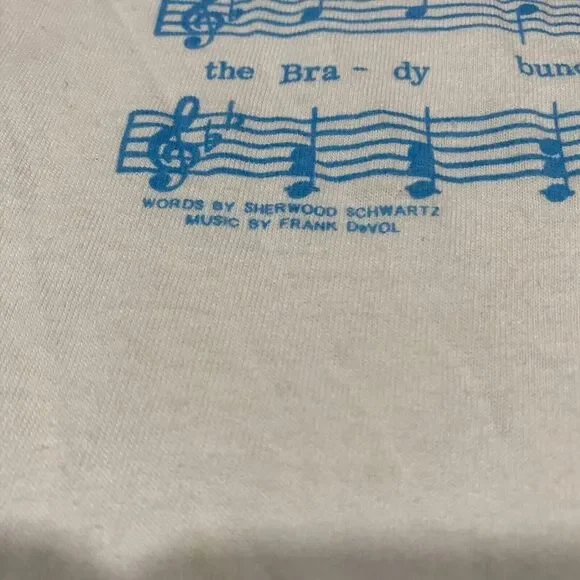 the Bra - dy
WORDS BY SHERWOOD SCHWARTZ
MUSIC BY FRANK DeVOL